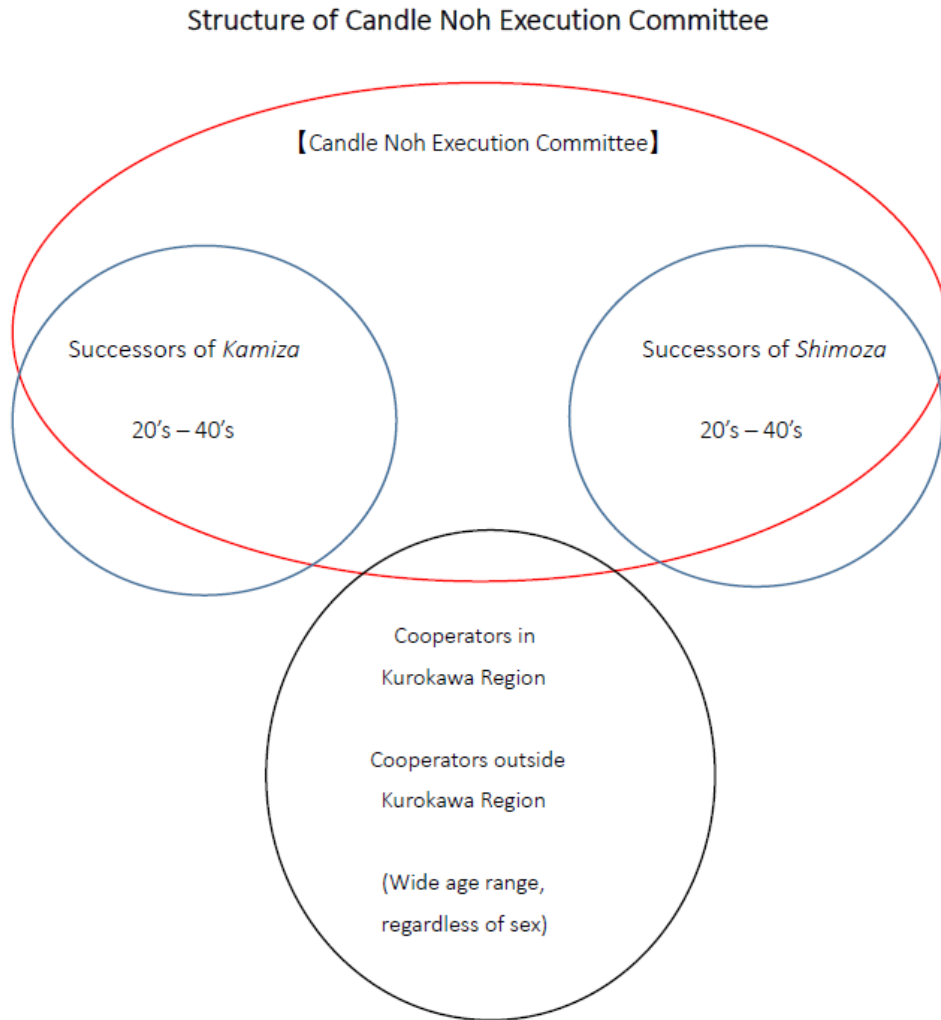 Structure of Candle Noh Execution Committee
【Candle Noh Execution Committee】
Successors of Kamiza
20’s – 40’s
Successors of Shimoza
20’s – 40’s
Cooperators in
Kurokawa Region
Cooperators outside
Kurokawa Region
(Wide age range,
regardless of sex)